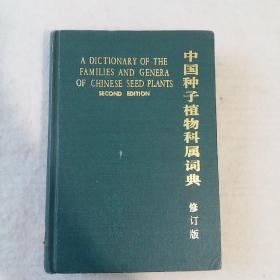 A DICTIONARY OF THE
FAMILIES AND GENERA
OF CHINESE SEED PLANTS
SECOND EDITION
中国种子植物科属词典
修订版